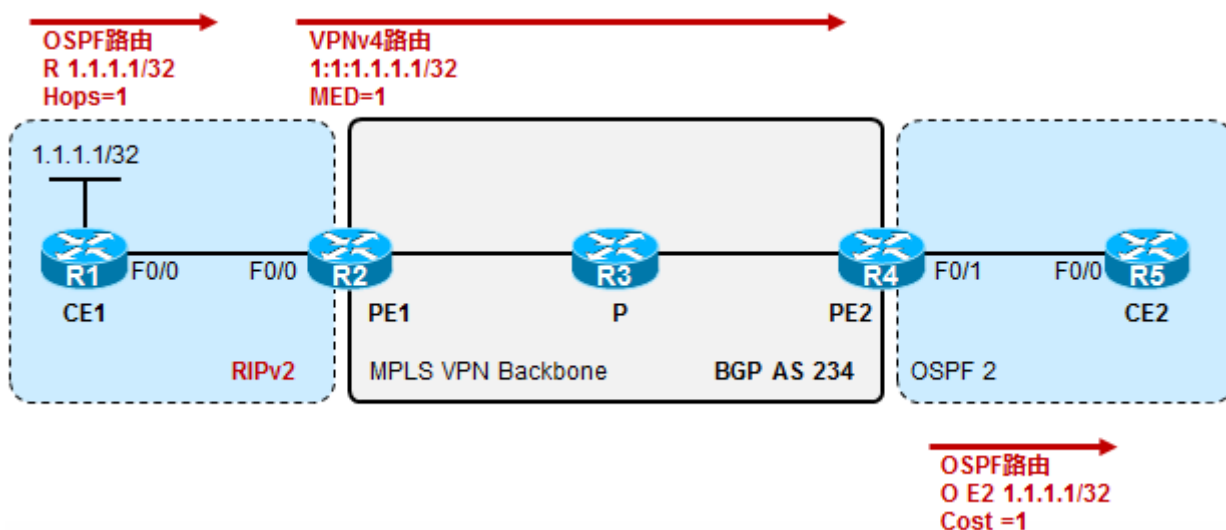 OSPF路由
R 1.1.1.1/32
Hops=1
VPNv4路由
1:1:1.1.1.1/32
MED=1
1.1.1.1/32
R1
F0/0
F0/0
R2
R3
R4
F0/1
F0/0
R5
CE1
PE1
P
PE2
CE2
RIPv2
MPLS VPN Backbone
BGP AS 234
OSPF 2
OSPF路由
O E2 1.1.1.1/32
Cost =1